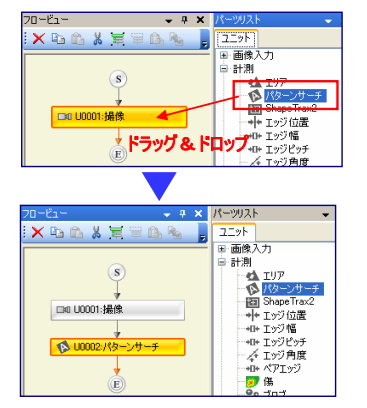 フロービュー
パーツリスト
ユニット
画像入力
計測
エリア
パターンサーチ
ShapeTrax2
エッジ位置
エッジ幅
エッジピッチ
エッジ角度
S
U0001:撮像
E
ドラッグ＆ドロップ
フロービュー
パーツリスト
ユニット
画像入力
計測
エリア
パターンサーチ
ShapeTrax2
エッジ位置
エッジ幅
エッジピッチ
エッジ角度
ペアエッジ
傷
ブロブ
S
U0001:撮像
U0002:パターンサーチ
E